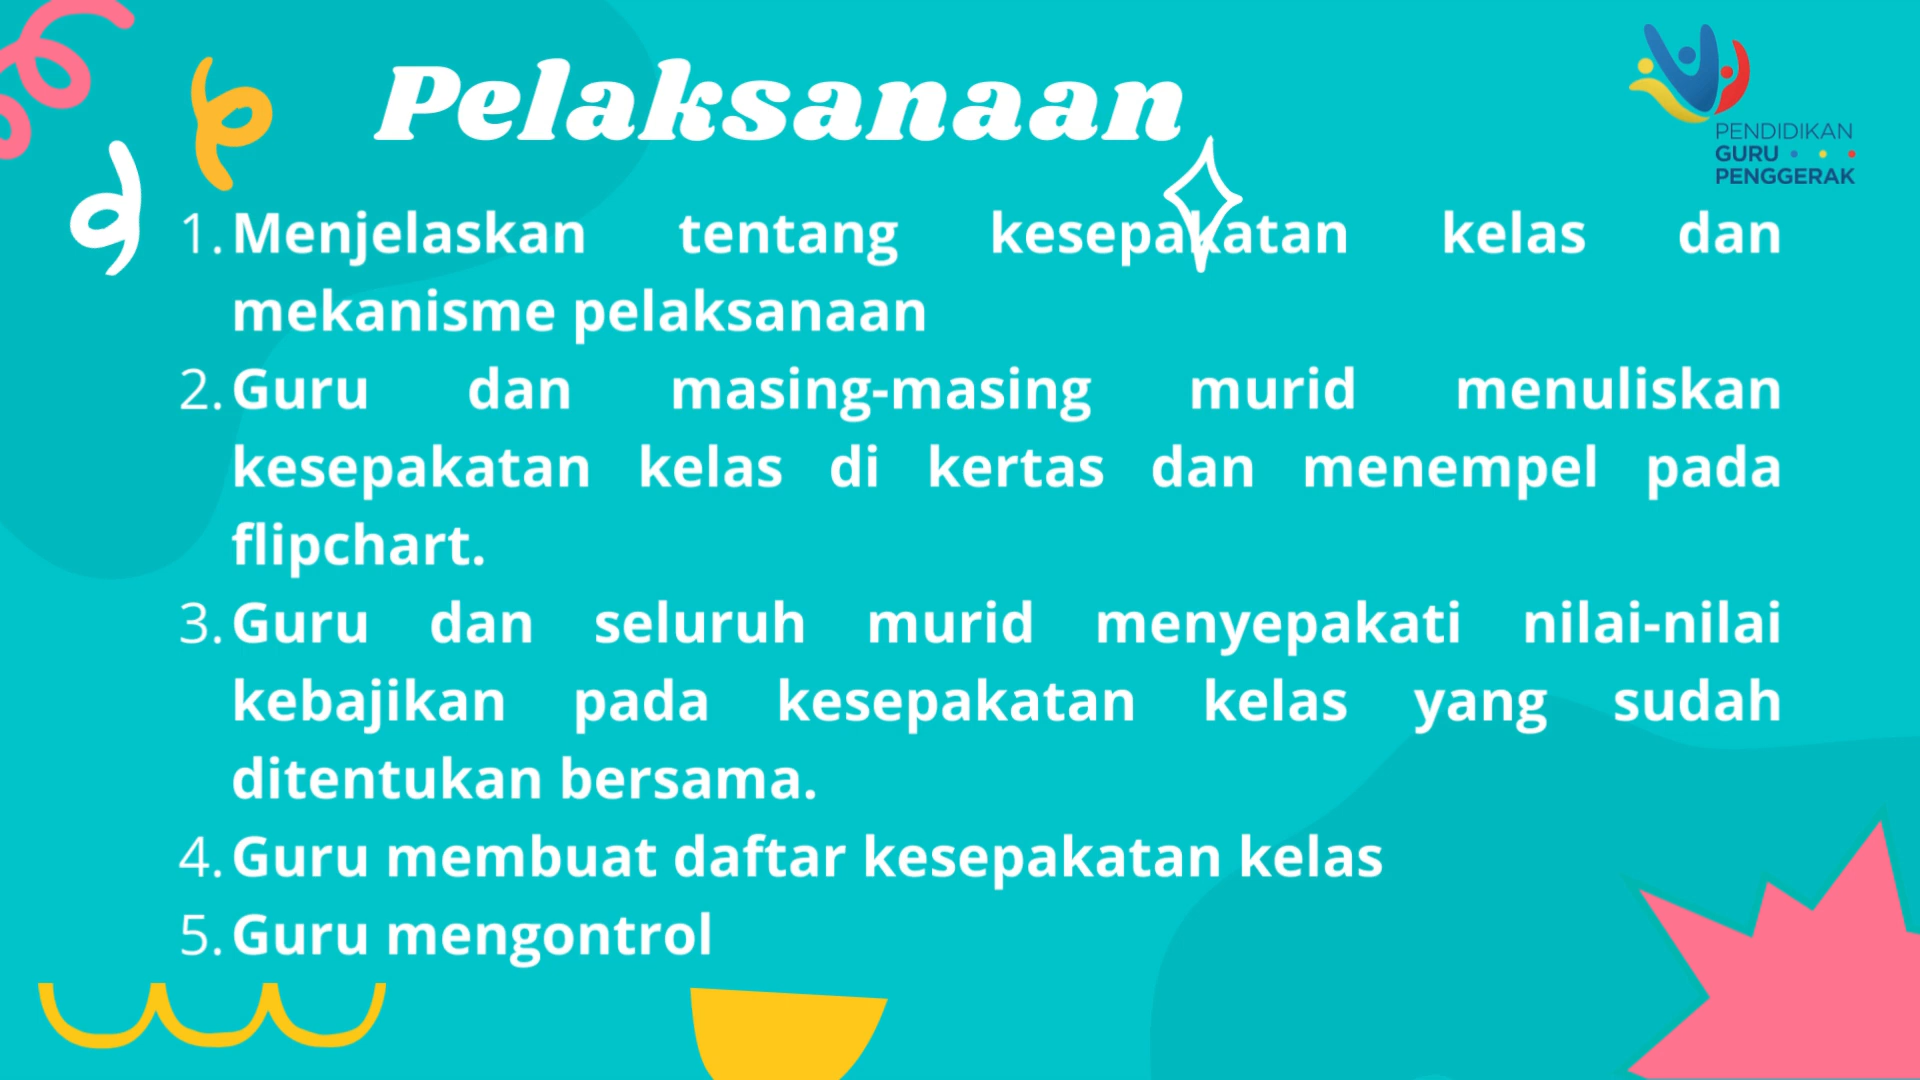 Pelaksanaan
PENDIDIKAN
GURU
PENGGERAK
1. Menjelaskan tentang kesepakatan kelas dan
mekanisme pelaksanaan
2. Guru dan masing-masing murid menuliskan
kesepakatan kelas di kertas dan menempel pada
flipchart.
3. Guru dan seluruh murid menyepakati nilai-nilai
kebajikan pada kesepakatan kelas yang sudah
ditentukan bersama.
4. Guru membuat daftar kesepakatan kelas
5. Guru mengontrol